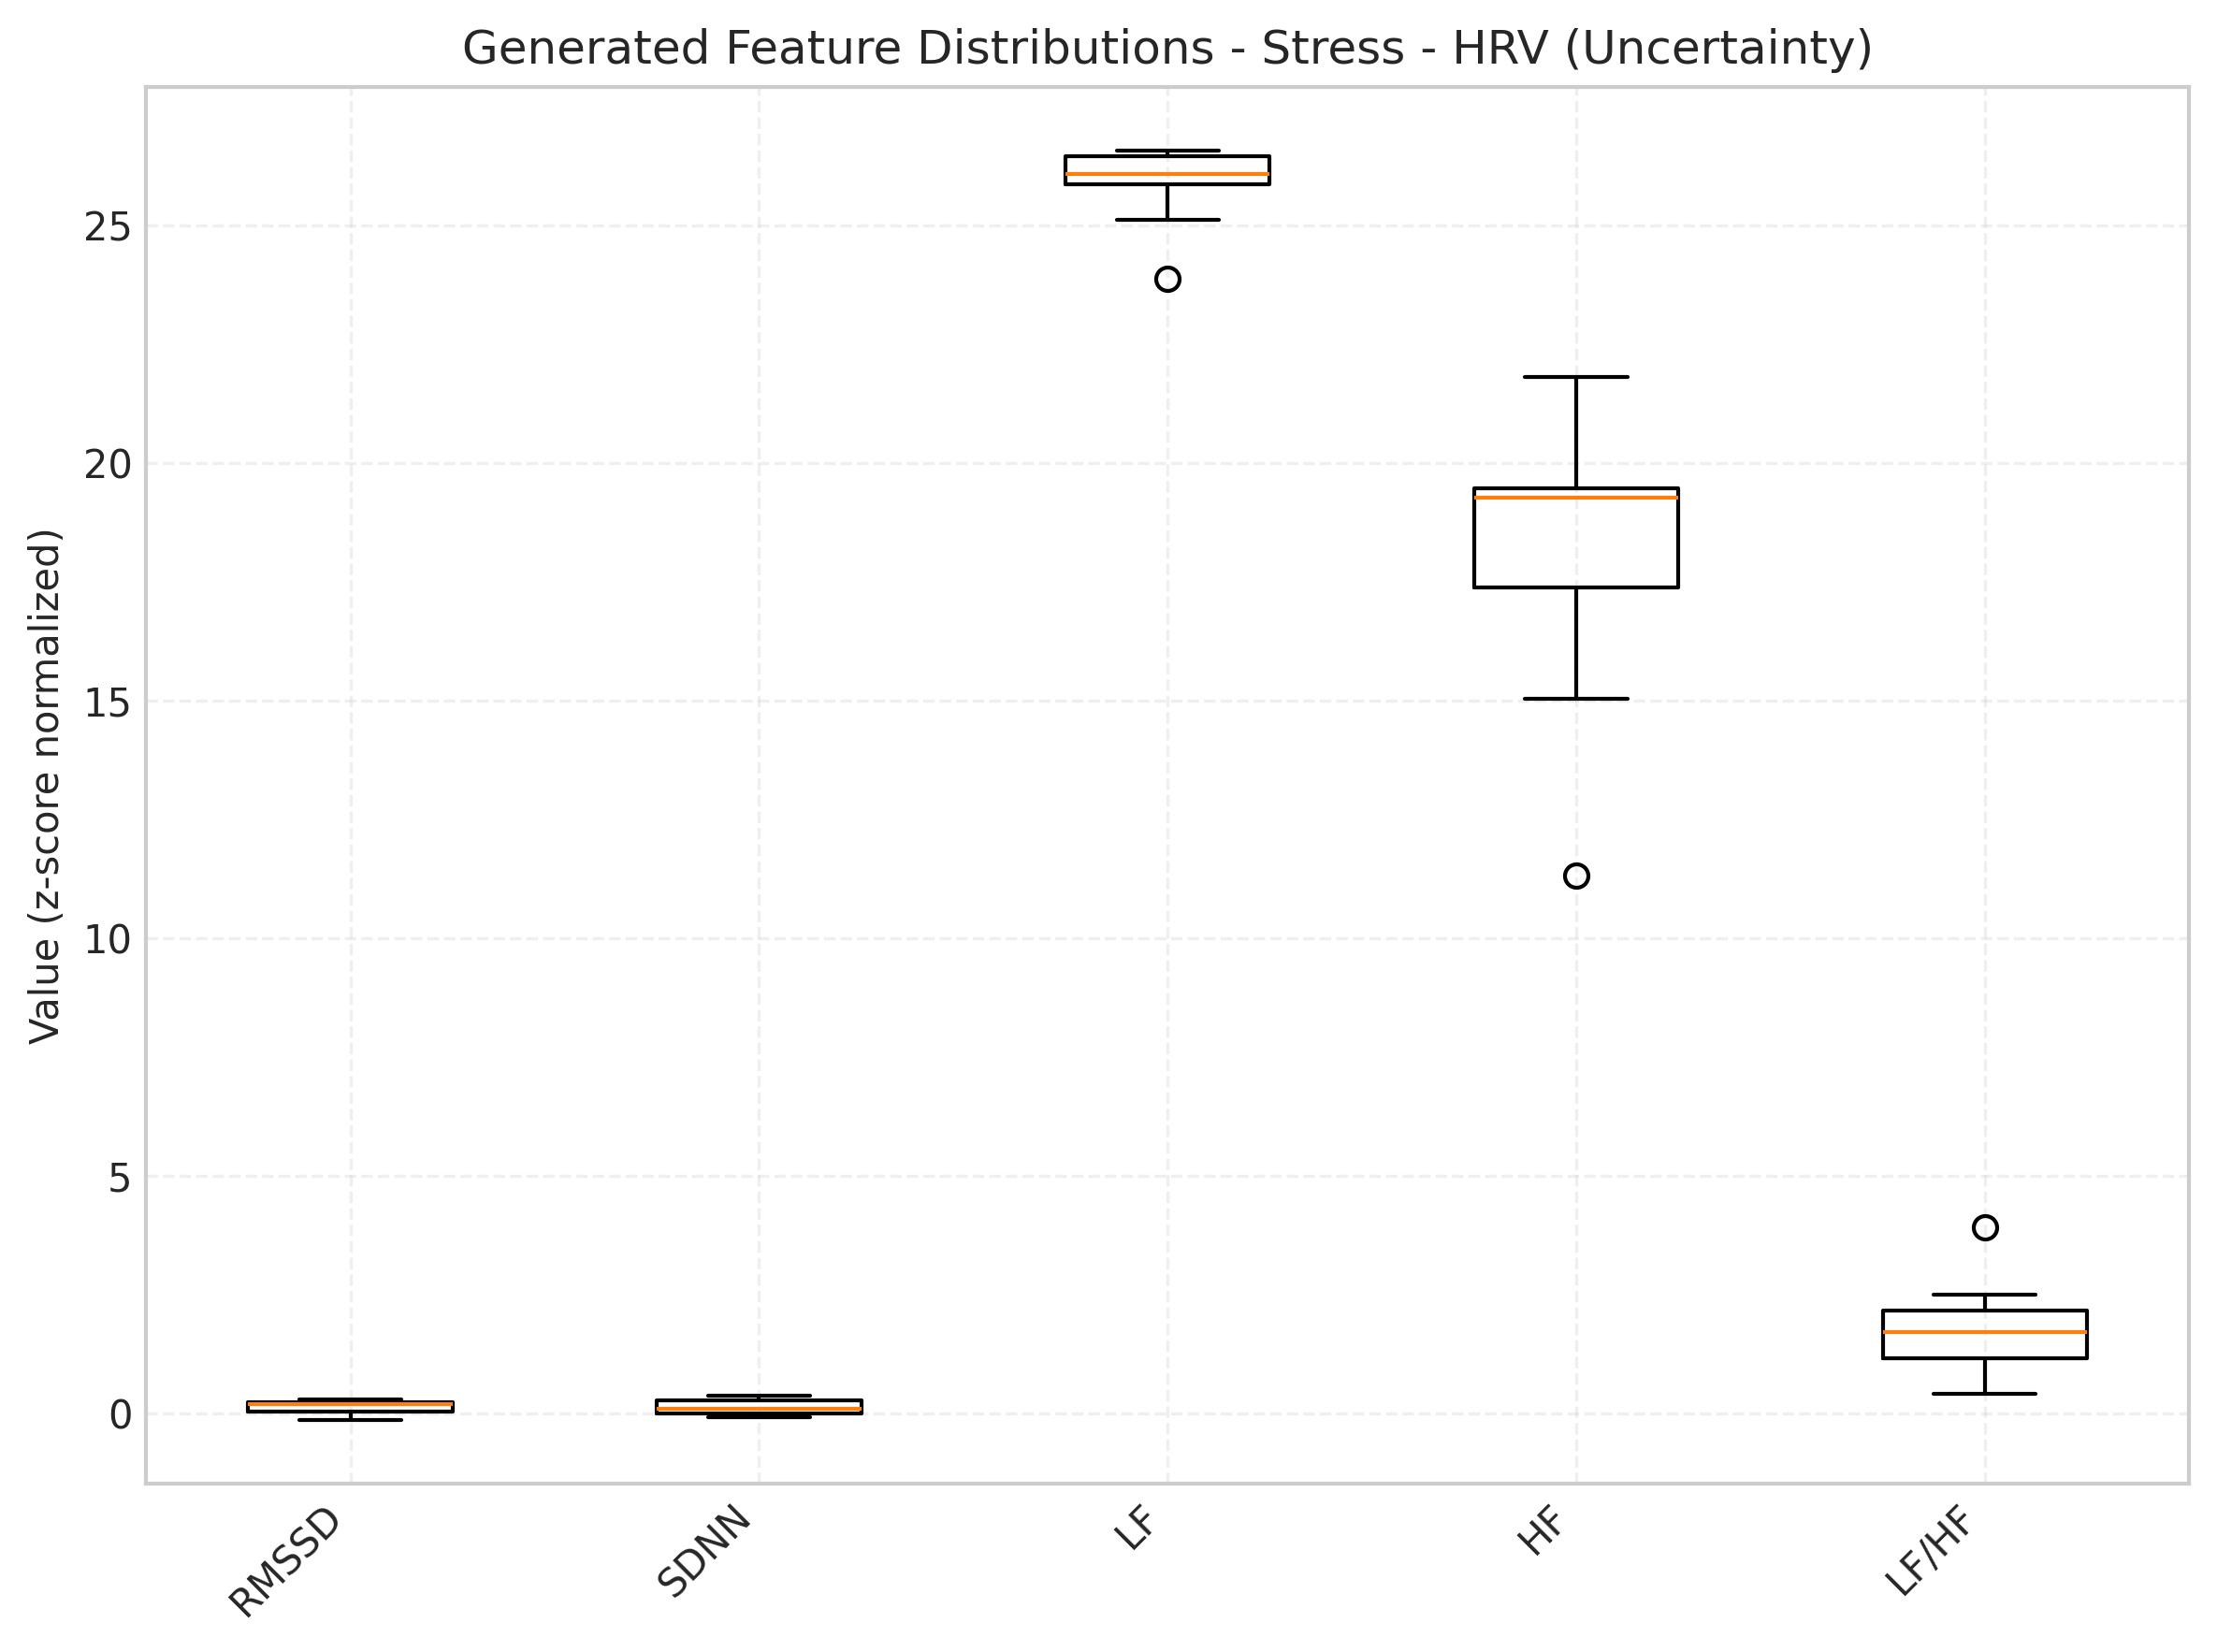 Generated Feature Distributions - Stress - HRV (Uncertainty)
Value (z-score normalized)
25
20
15
10
5
0
RMSSD
SDNN
LF
HF
LF/HF